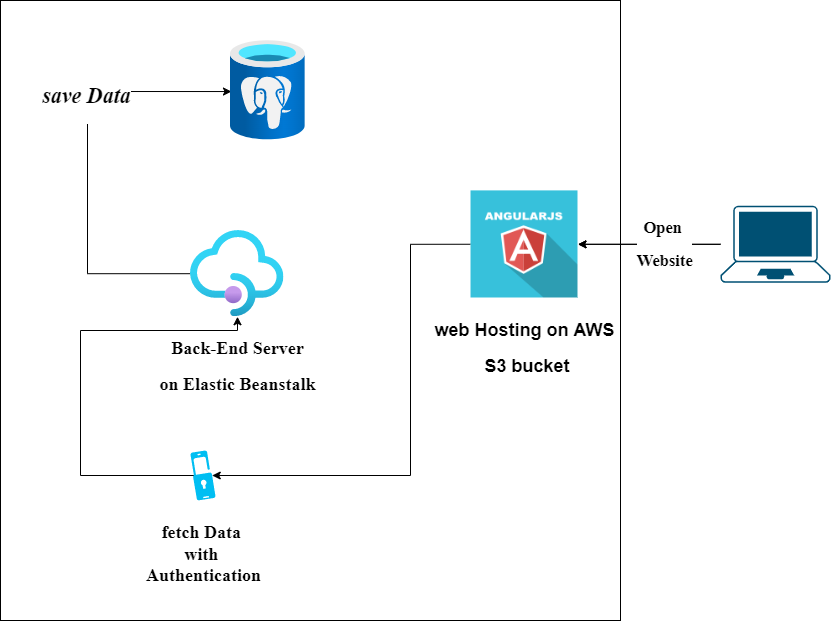 save Data
ANGULARJS
A
Open
Website
web Hosting on AWS
S3 bucket
Back-End Server
on Elastic Beanstalk
fetch Data
with
Authentication